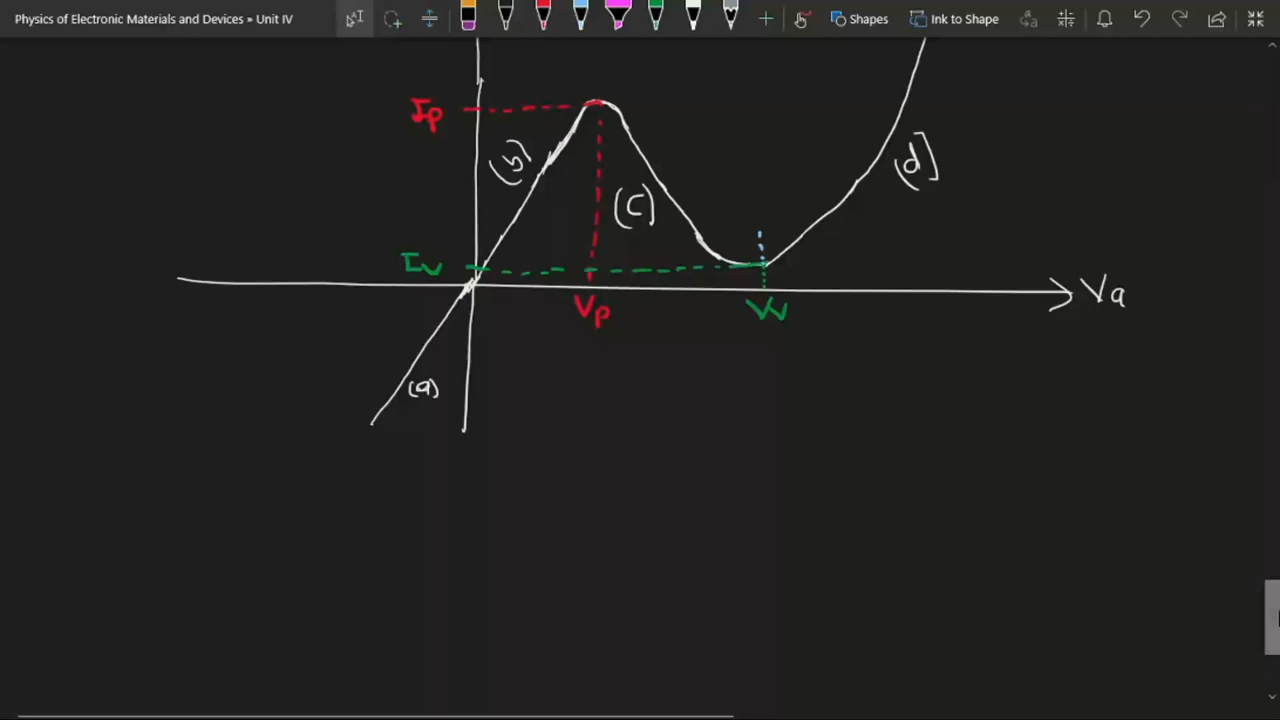 Physics of Electronic Materials and Devices » Unit IV
Shapes
Ink to Shape
Ip
(b)
(d]
(C)
Iv
Va
Vp
Vv
(a)